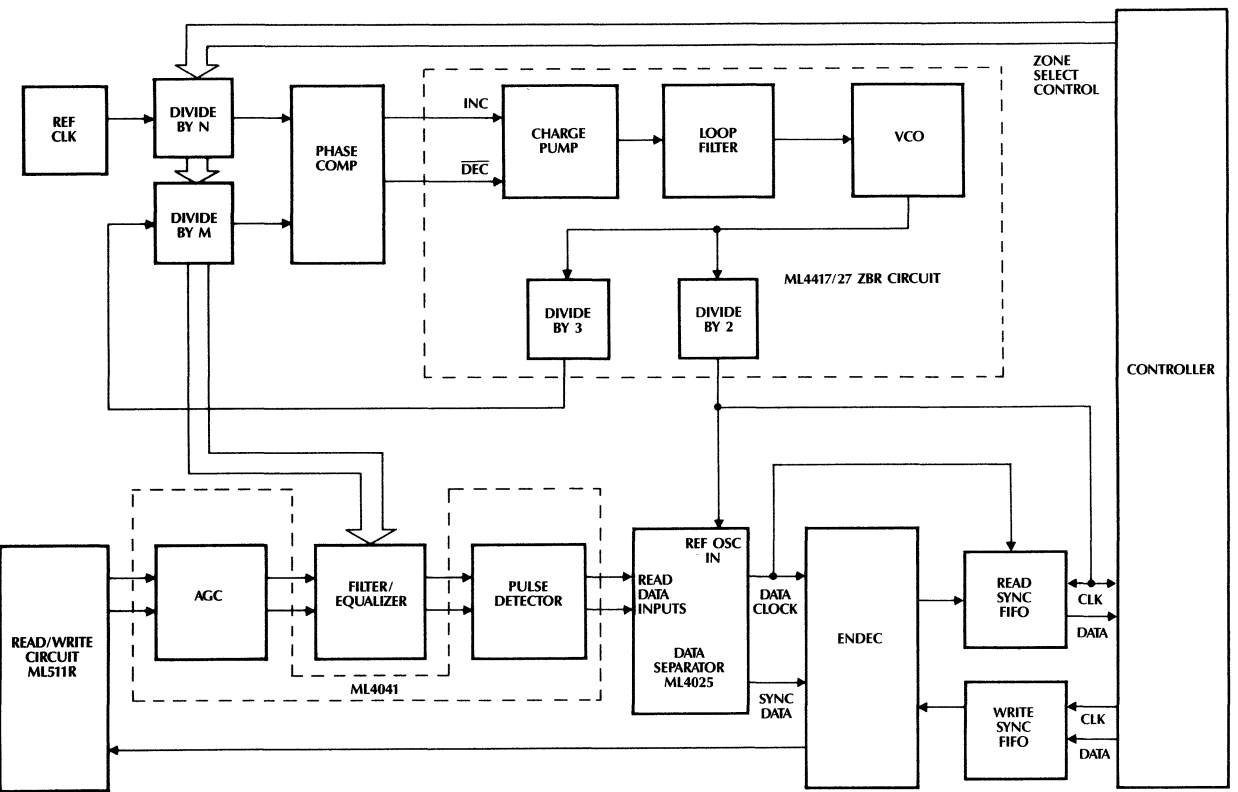 ZONE
SELECT
CONTROL
REF
CLK
DIVIDE
BY N
PHASE
COMP
INC
DEC
CHARGE
PUMP
LOOP
FILTER
VCO
DIVIDE
BY M
ML4417/27 ZBR CIRCUIT
DIVIDE
BY 3
DIVIDE
BY 2
CONTROLLER
READ/WRITE
CIRCUIT
ML511R
AGC
FILTER/
EQUALIZER
PULSE
DETECTOR
ML4041
REF OSC
IN
READ
DATA
INPUTS
DATA
SEPARATOR
ML4025
DATA
CLOCK
SYNC
DATA
ENDEC
READ
SYNC
FIFO
CLK
DATA
WRITE
SYNC
FIFO
CLK
DATA